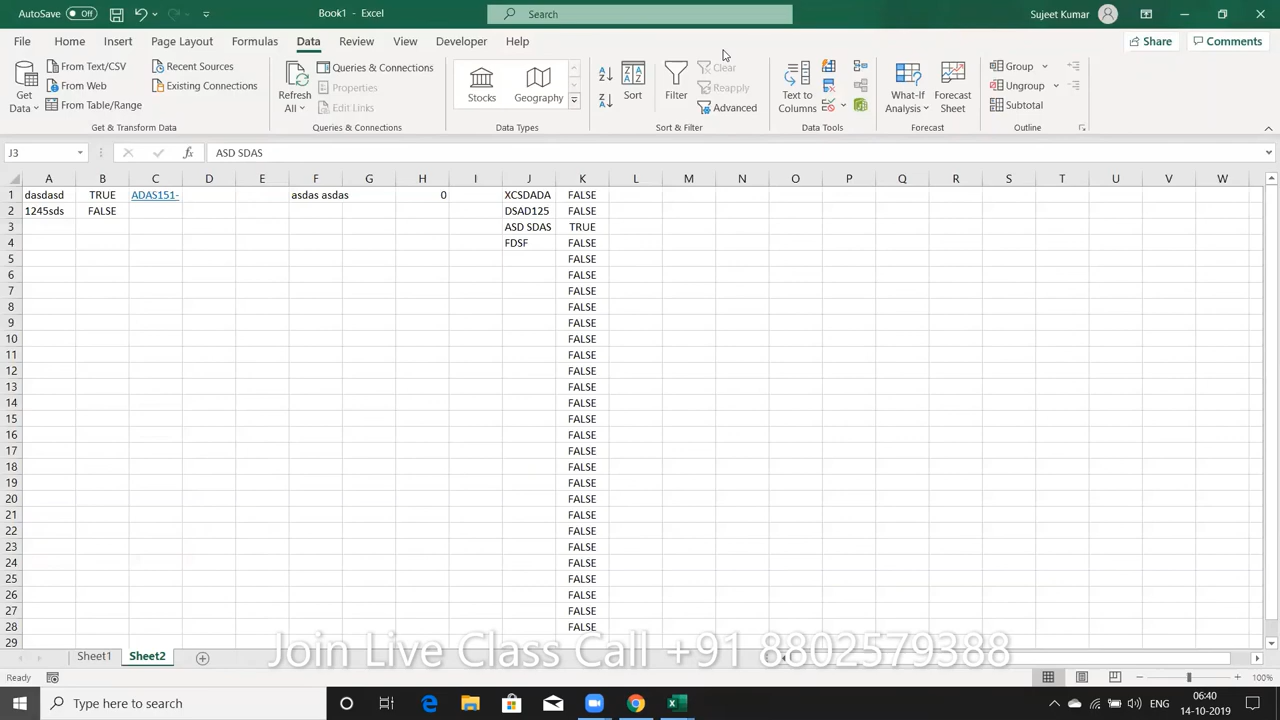 AutoSave Off Book1 - Excel Search Sujeet Kumar
File Home Insert Page Layout Formulas Data Review View Developer Help Share Comments
Get Data From Text/CSV From Web From Table/Range Recent Sources Existing Connections
Refresh All Queries & Connections Properties Edit Links
Stocks Geography
Sort Filter Clear Reapply Advanced
Text to Columns
What-If Analysis Forecast Sheet
Group Ungroup Subtotal
Get & Transform Data Queries & Connections Data Types Sort & Filter Data Tools Forecast Outline
J3 fx ASD SDAS
A B C D E F G H I J K L M N O P Q R S T U V W
1 dasdasd TRUE ADAS151- asdas asdas 0 XCSDADA FALSE
2 1245sds FALSE DSAD125 FALSE
3 ASD SDAS TRUE
4 FDSF FALSE
5 FALSE
6 FALSE
7 FALSE
8 FALSE
9 FALSE
10 FALSE
11 FALSE
12 FALSE
13 FALSE
14 FALSE
15 FALSE
16 FALSE
17 FALSE
18 FALSE
19 FALSE
20 FALSE
21 FALSE
22 FALSE
23 FALSE
24 FALSE
25 FALSE
26 FALSE
27 FALSE
28 FALSE
29
Join Live Class Call +91 8802579388
Sheet1 Sheet2
Ready 100%
Type here to search ENG 06:40
14-10-2019